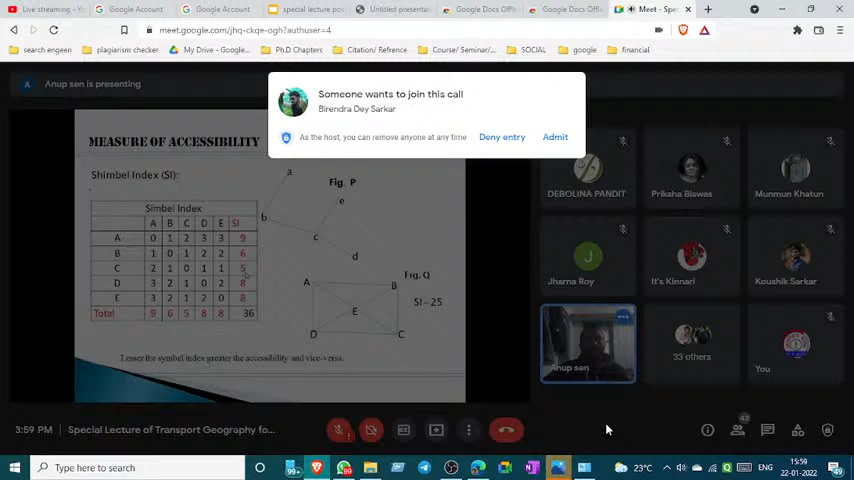 Live streaming - Yo
Google Account
Google Account
special lecture pos
Untitled presentati
Google Docs Offli
Google Docs Offli
Meet - Spe
meet.google.com/jhq-ckqe-ogh?authuser=4
search engeen
plagiarism checker
My Drive - Google...
Ph.D Chapters
Citation/ Refrence
Course/ Seminar/...
SOCIAL
google
financial
A
Anup sen is presenting
Someone wants to join this call
Birendra Dey Sarkar
As the host, you can remove anyone at any time
Deny entry
Admit
MEASURE OF ACCESSIBILITY
Shimbel Index (SI):
Simbel Index
A B C D E SI
A 0 1 2 3 3 9
B 1 0 1 2 2 6
C 2 1 0 1 1 5
D 3 2 1 0 2 8
E 3 2 1 2 0 8
Total 9 6 5 8 8 36
a
Fig. P
e
b
c
d
A
B
Fig.Q
SI-25
E
D
C
Lesser the symbel index greater the accessibility and vice-versa.
DEBOLINA PANDIT
Priksha Biswas
Munmun Khatun
J
Jharna Roy
It's Kinnari
Koushik Sarkar
Anup sen
33 others
You
3:59 PM
Special Lecture of Transport Geography fo...
42
Type here to search
99+
23°C
ENG
15:59
22-01-2022
49